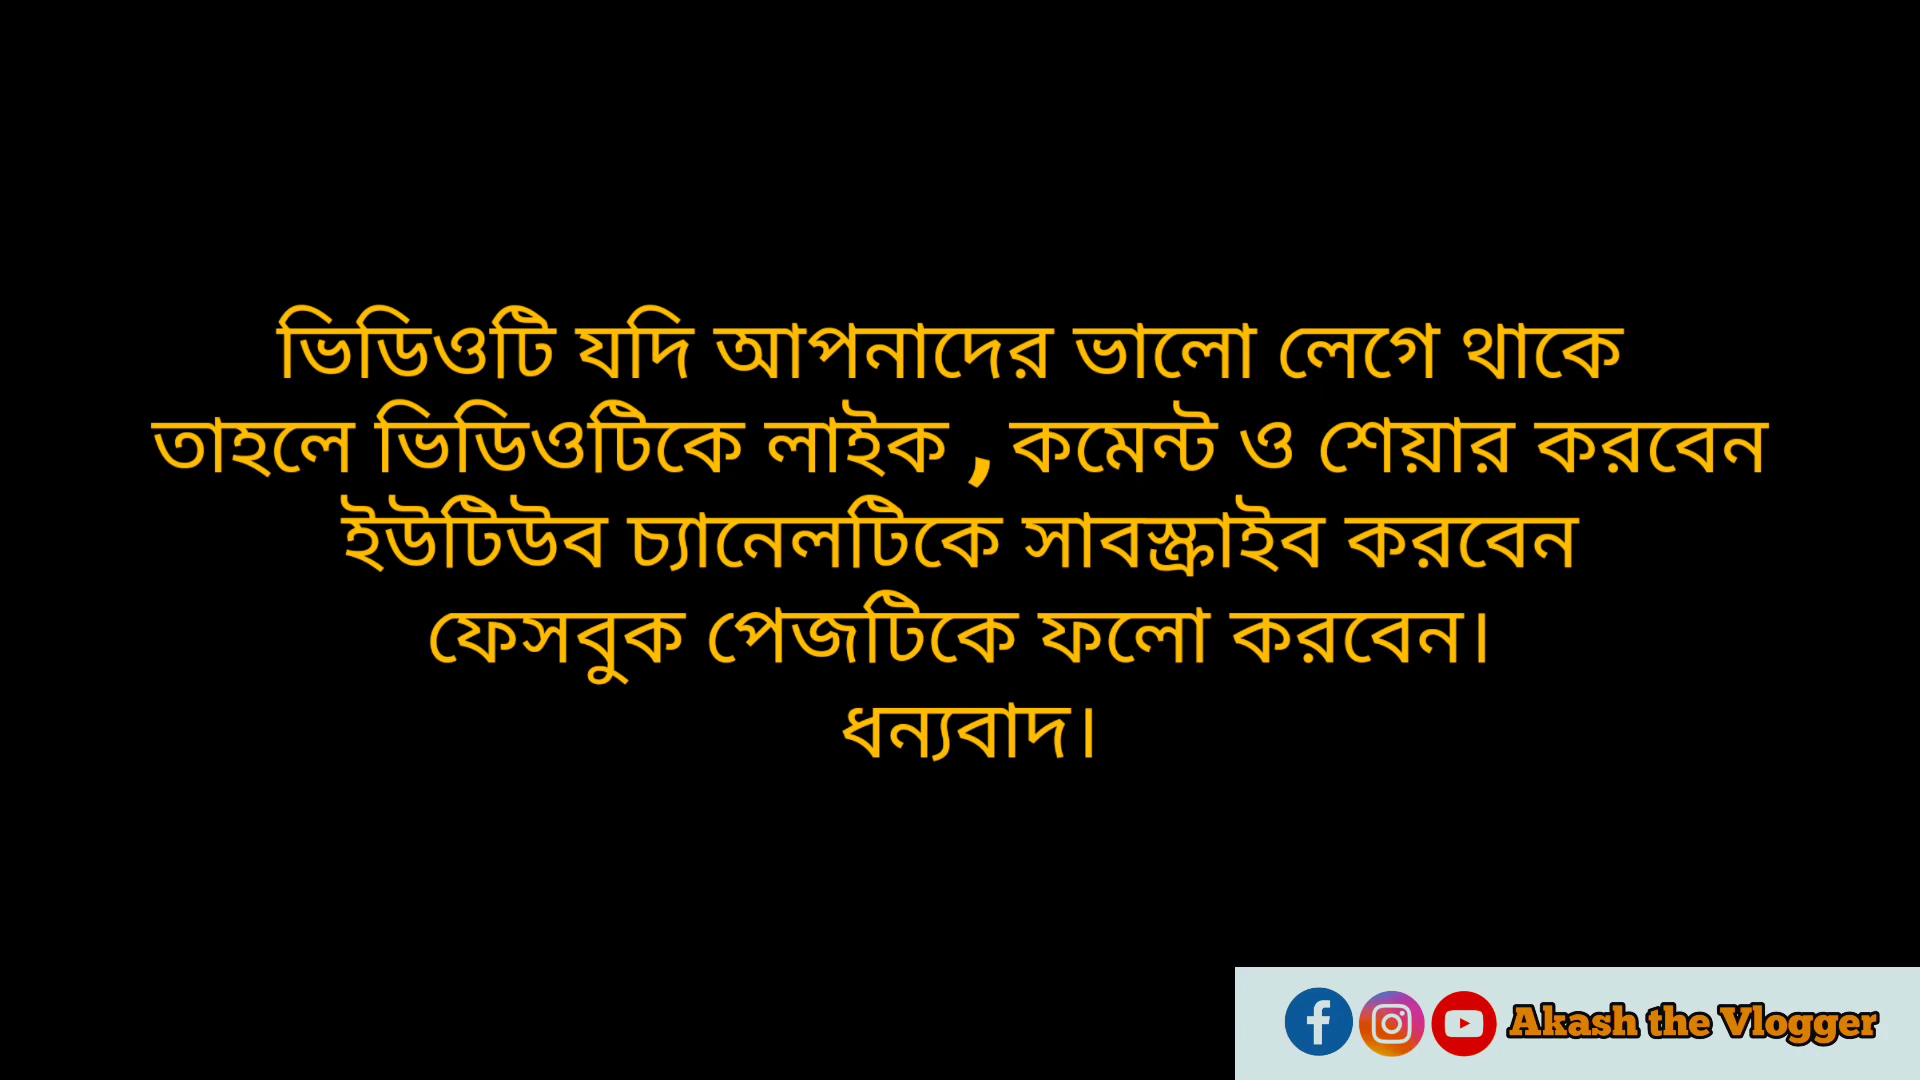 ভিডিওটি যদি আপনাদের ভালো লেগে থাকে
তাহলে ভিডিওটিকে লাইক , কমেন্ট ও শেয়ার করবেন
ইউটিউব চ্যানেলটিকে সাবস্ক্রাইব করবেন
ফেসবুক পেজটিকে ফলো করবেন।
ধন্যবাদ।
Akash the Vlogger